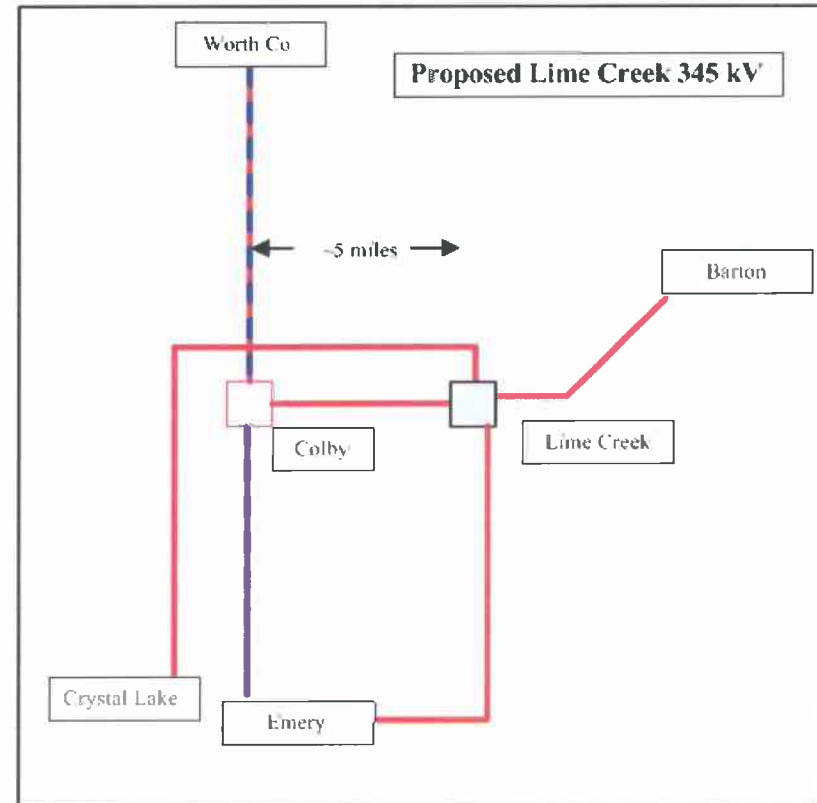 Worth Co
Proposed Lime Creek 345 kV
~5 miles
Barton
Colby
Lime Creek
Crystal Lake
Emery